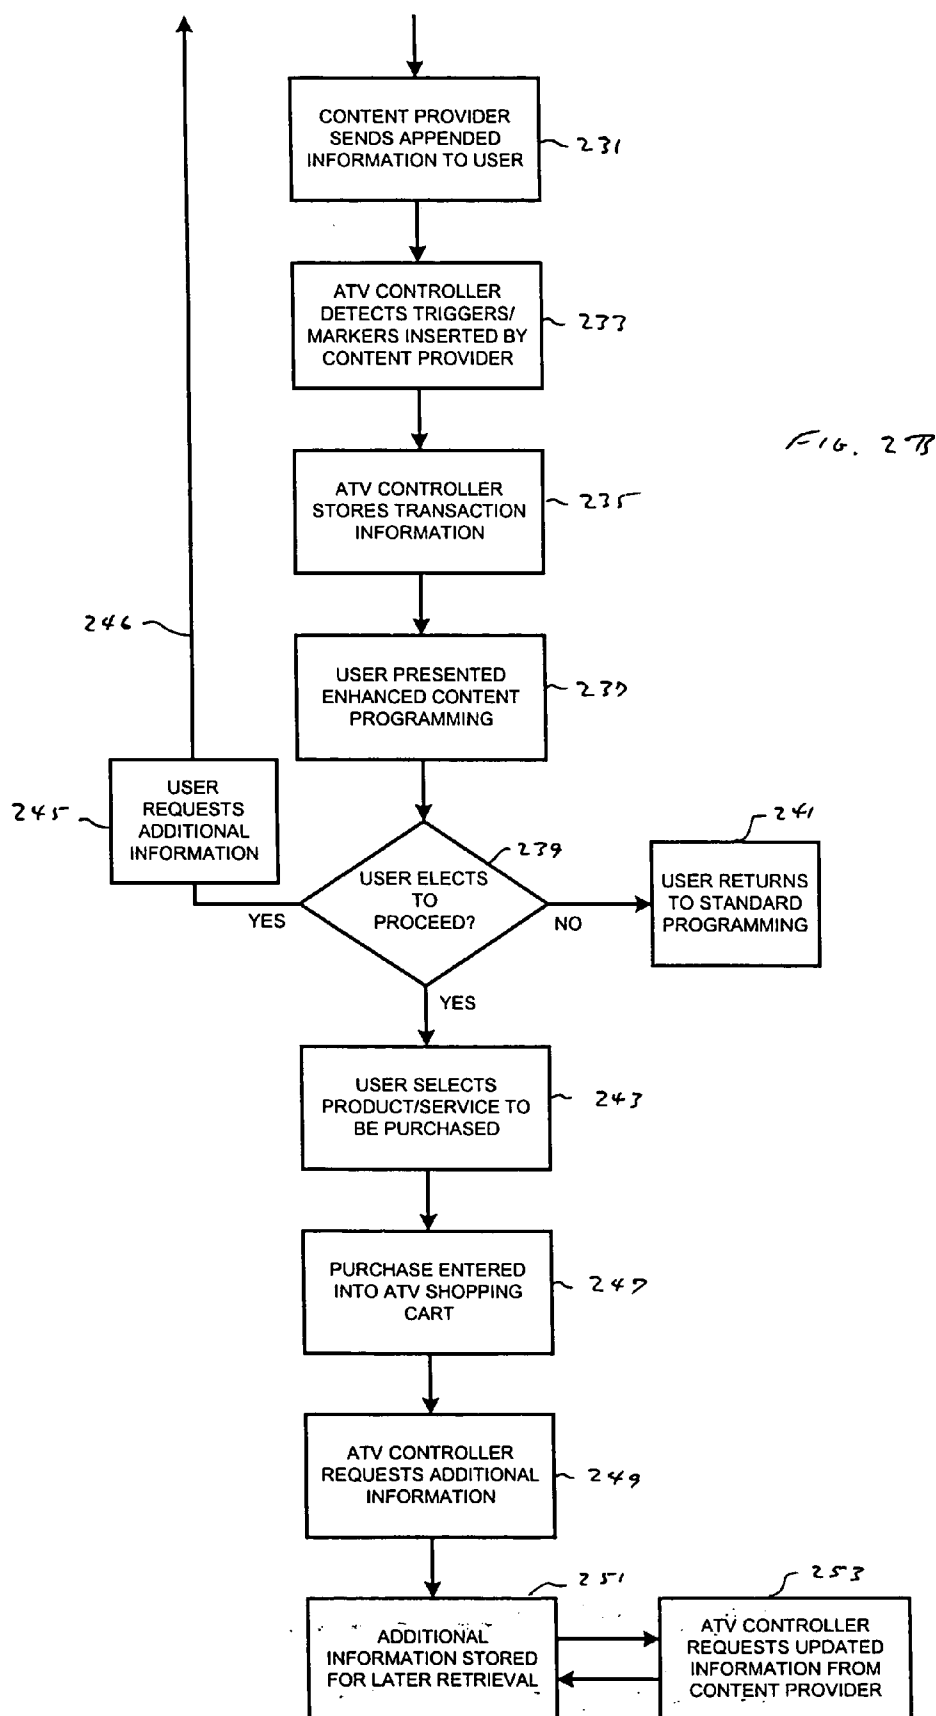 CONTENT PROVIDER
SENDS APPENDED
INFORMATION TO USER
231
ATV CONTROLLER
DETECTS TRIGGERS/
MARKERS INSERTED BY
CONTENT PROVIDER
233
FIG. 2B
ATV CONTROLLER
STORES TRANSACTION
INFORMATION
235
246
USER PRESENTED
ENHANCED CONTENT
PROGRAMMING
237
USER
REQUESTS
ADDITIONAL
INFORMATION
245
239
USER ELECTS
TO
PROCEED?
YES
NO
241
USER RETURNS
TO STANDARD
PROGRAMMING
YES
USER SELECTS
PRODUCT/SERVICE TO
BE PURCHASED
243
PURCHASE ENTERED
INTO ATV SHOPPING
CART
247
ATV CONTROLLER
REQUESTS ADDITIONAL
INFORMATION
249
251
ADDITIONAL
INFORMATION STORED
FOR LATER RETRIEVAL
253
ATV CONTROLLER
REQUESTS UPDATED
INFORMATION FROM
CONTENT PROVIDER